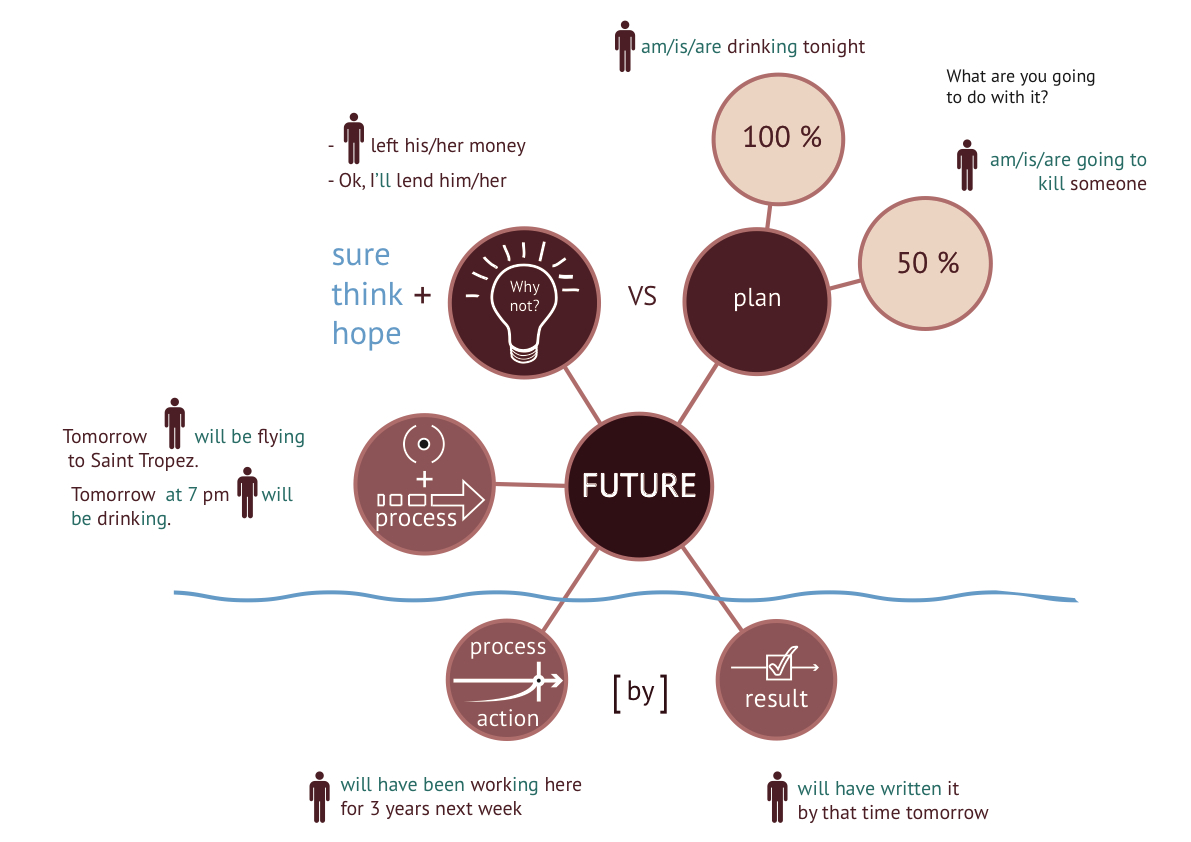 am/is/are drinking tonight
What are you going
to do with it?
100 %
- left his/her money
- Ok, I'll lend him/her
am/is/are going to
kill someone
sure
think +
hope
Why
not?
VS
plan
50 %
Tomorrow will be flying
to Saint Tropez.
Tomorrow at 7 pm will
be drinking.
+
process
FUTURE
process
action
[ by ]
result
will have been working here
for 3 years next week
will have written it
by that time tomorrow